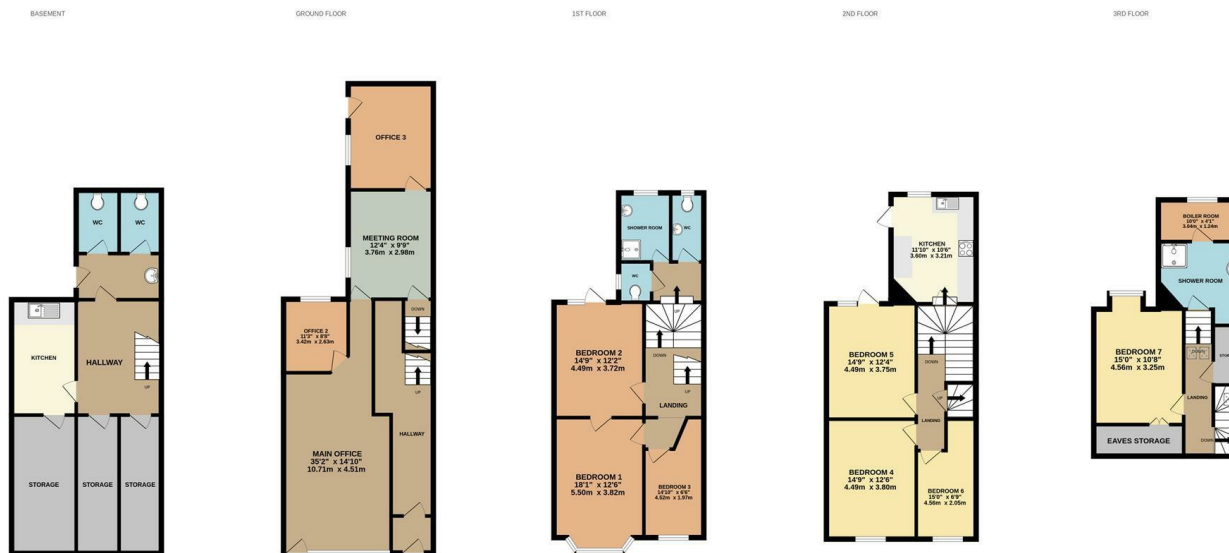 BASEMENT
WC
WC
KITCHEN
HALLWAY
UP
STORAGE
STORAGE
STORAGE
GROUND FLOOR
OFFICE 3
MEETING ROOM
12'4" x 9'9"
3.76m x 2.98m
OFFICE 2
11'3" x 8'8"
3.42m x 2.63m
DOWN
UP
MAIN OFFICE
35'2" x 14'10"
10.71m x 4.51m
HALLWAY
1ST FLOOR
SHOWER ROOM
WC
WC
UP
DOWN
UP
BEDROOM 2
14'9" x 12'2"
4.49m x 3.72m
LANDING
BEDROOM 1
18'1" x 12'6"
5.50m x 3.82m
BEDROOM 3
14'10" x 6'6"
4.52m x 1.97m
2ND FLOOR
KITCHEN
11'10" x 10'6"
3.60m x 3.21m
BEDROOM 5
14'9" x 12'4"
4.49m x 3.75m
DOWN
UP
LANDING
BEDROOM 4
14'9" x 12'6"
4.49m x 3.80m
BEDROOM 6
15'0" x 6'9"
4.56m x 2.05m
3RD FLOOR
BOILER ROOM
10'0" x 4'1"
3.04m x 1.24m
SHOWER ROOM
BEDROOM 7
15'0" x 10'8"
4.56m x 3.25m
DOWN
STOR
LANDING
DOWN
EAVES STORAGE